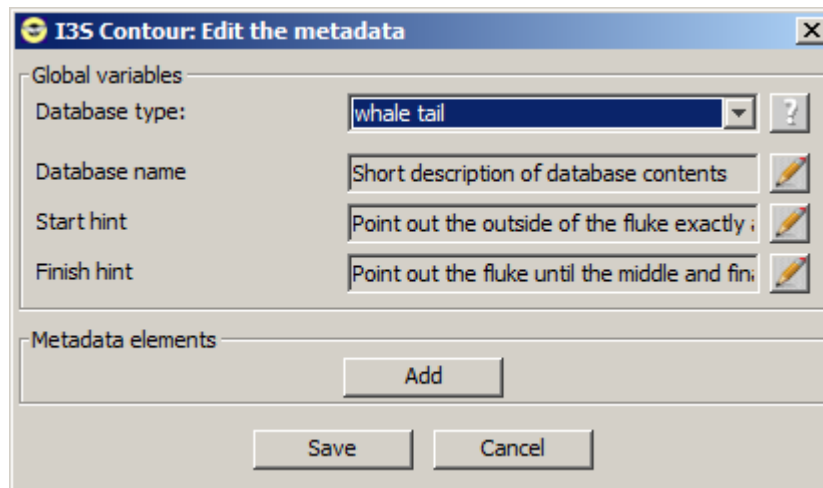 I3S Contour: Edit the metadata
Global variables
Database type: whale tail ?
Database name Short description of database contents
Start hint Point out the outside of the fluke exactly
Finish hint Point out the fluke until the middle and
Metadata elements
Add
Save Cancel